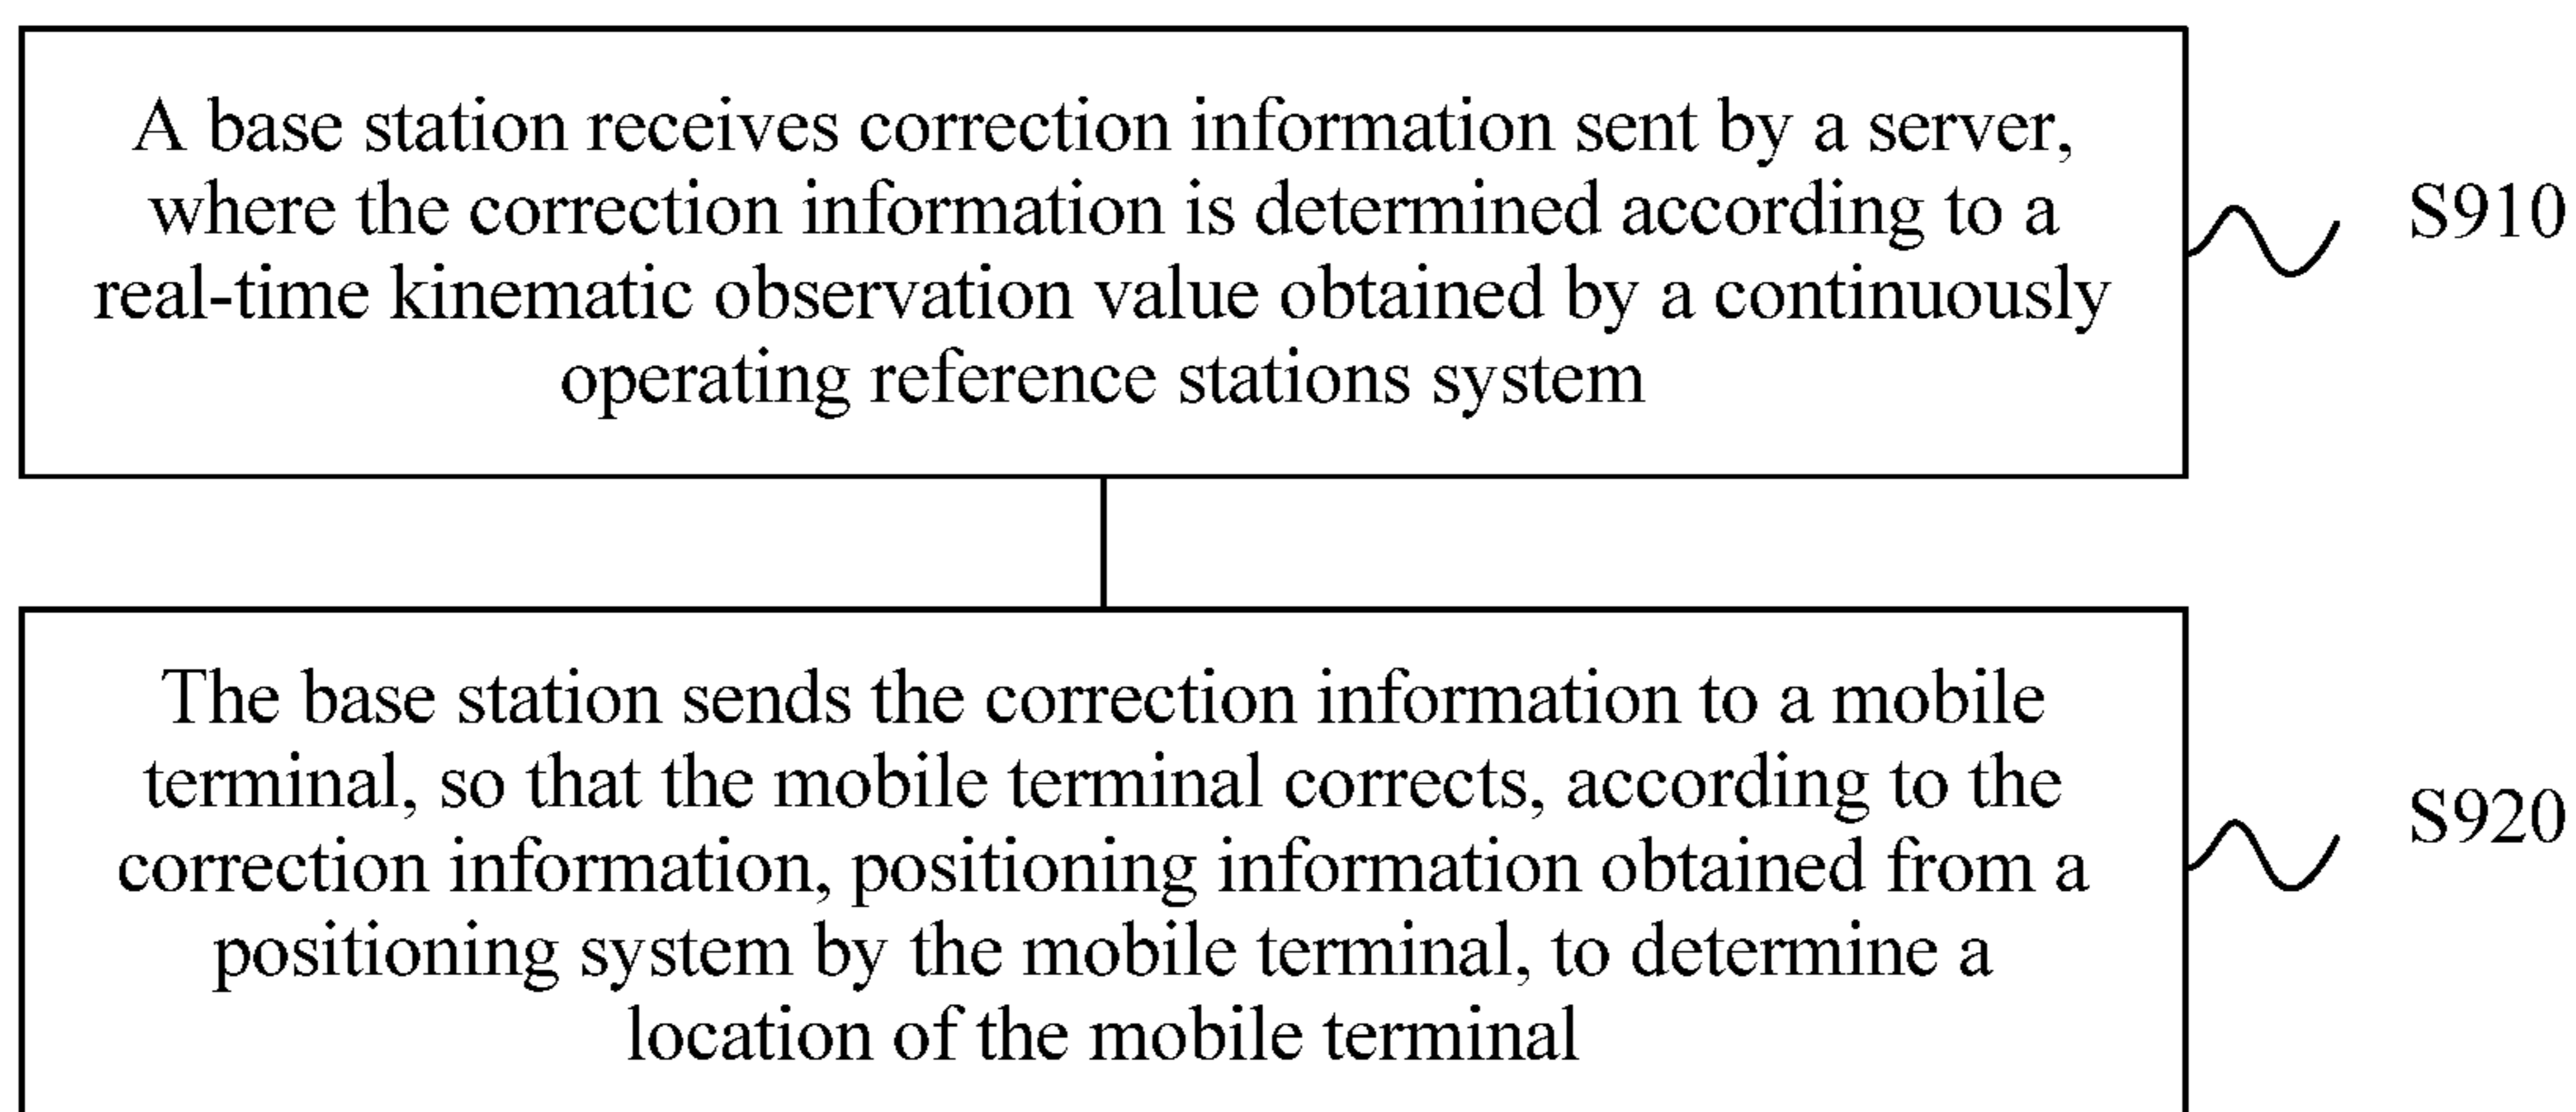 A base station receives correction information sent by a server,
where the correction information is determined according to a
real-time kinematic observation value obtained by a continuously
operating reference stations system
S910
The base station sends the correction information to a mobile
terminal, so that the mobile terminal corrects, according to the
correction information, positioning information obtained from a
positioning system by the mobile terminal, to determine a
location of the mobile terminal
S920